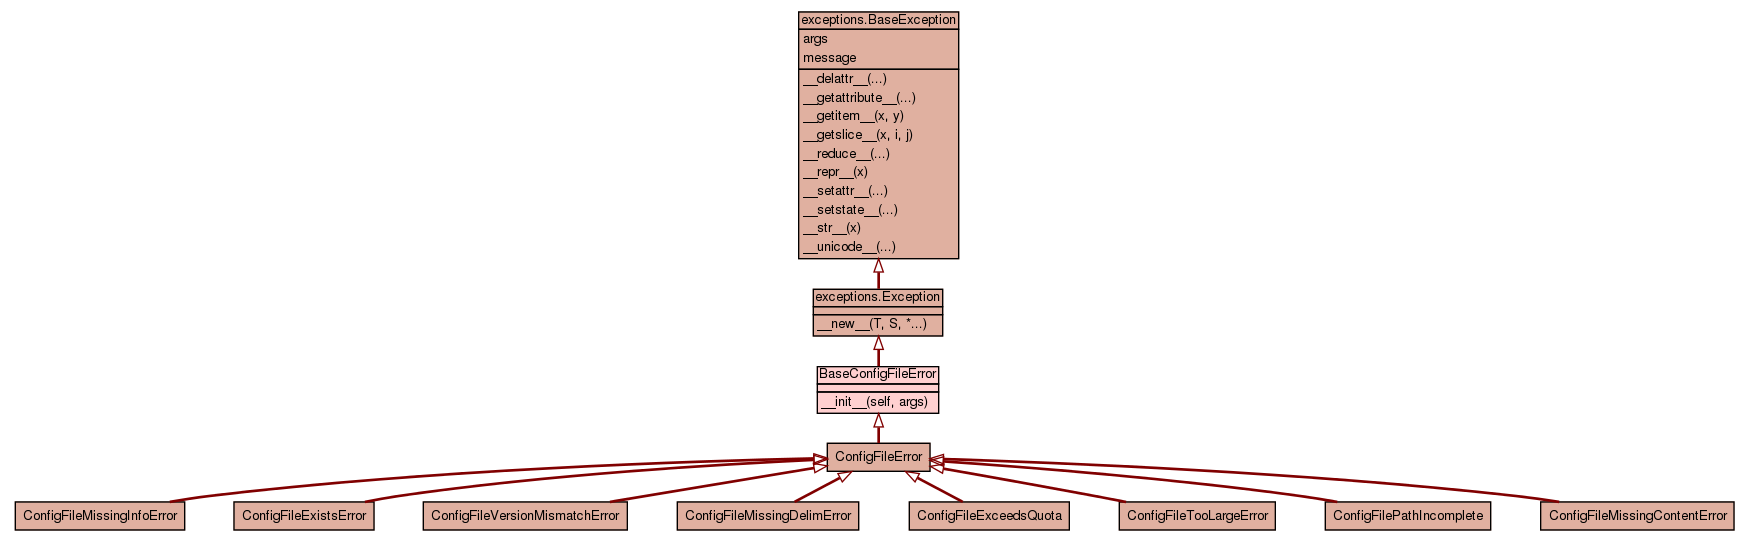 exceptions.BaseException
args
message
__delattr__(...)
__getattribute__(...)
__getitem__(x, y)
__getslice__(x, i, j)
__reduce__(...)
__repr__(x)
__setattr__(...)
__setstate__(...)
__str__(x)
__unicode__(...)
exceptions.Exception
__new__(T, S, *...)
BaseConfigFileError
__init__(self, args)
ConfigFileError
ConfigFileMissingInfoError
ConfigFileExistsError
ConfigFileVersionMismatchError
ConfigFileMissingDelimError
ConfigFileExceedsQuota
ConfigFileTooLargeError
ConfigFilePathIncomplete
ConfigFileMissingContentError